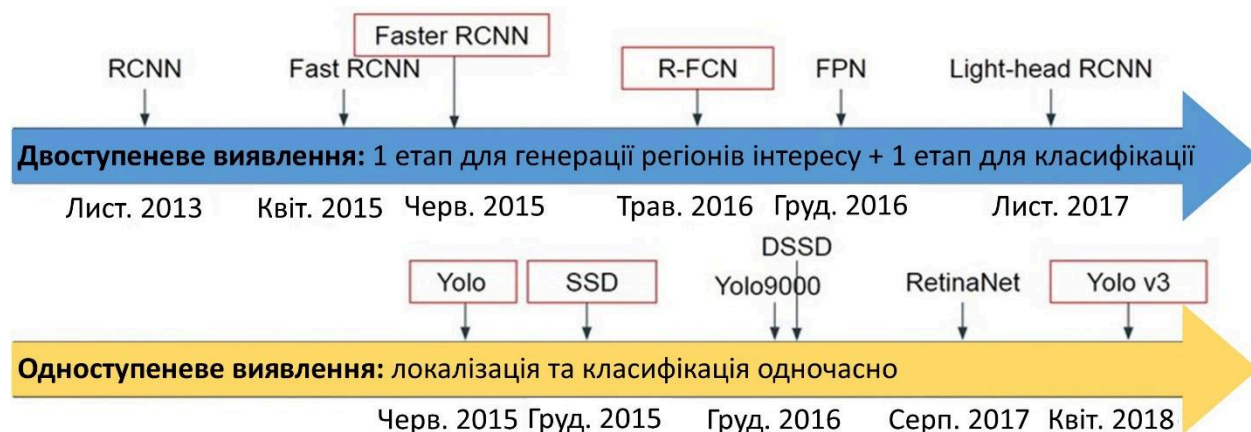 Faster RCNN
RCNN Fast RCNN R-FCN FPN Light-head RCNN
Двоступеневе виявлення: 1 етап для генерації регіонів інтересу + 1 етап для класифікації
Лист. 2013 Квіт. 2015 Черв. 2015 Трав. 2016 Груд. 2016 Лист. 2017
DSSD
Yolo SSD Yolo9000 RetinaNet Yolo v3
Одноступеневе виявлення: локалізація та класифікація одночасно
Черв. 2015 Груд. 2015 Груд. 2016 Серп. 2017 Квіт. 2018